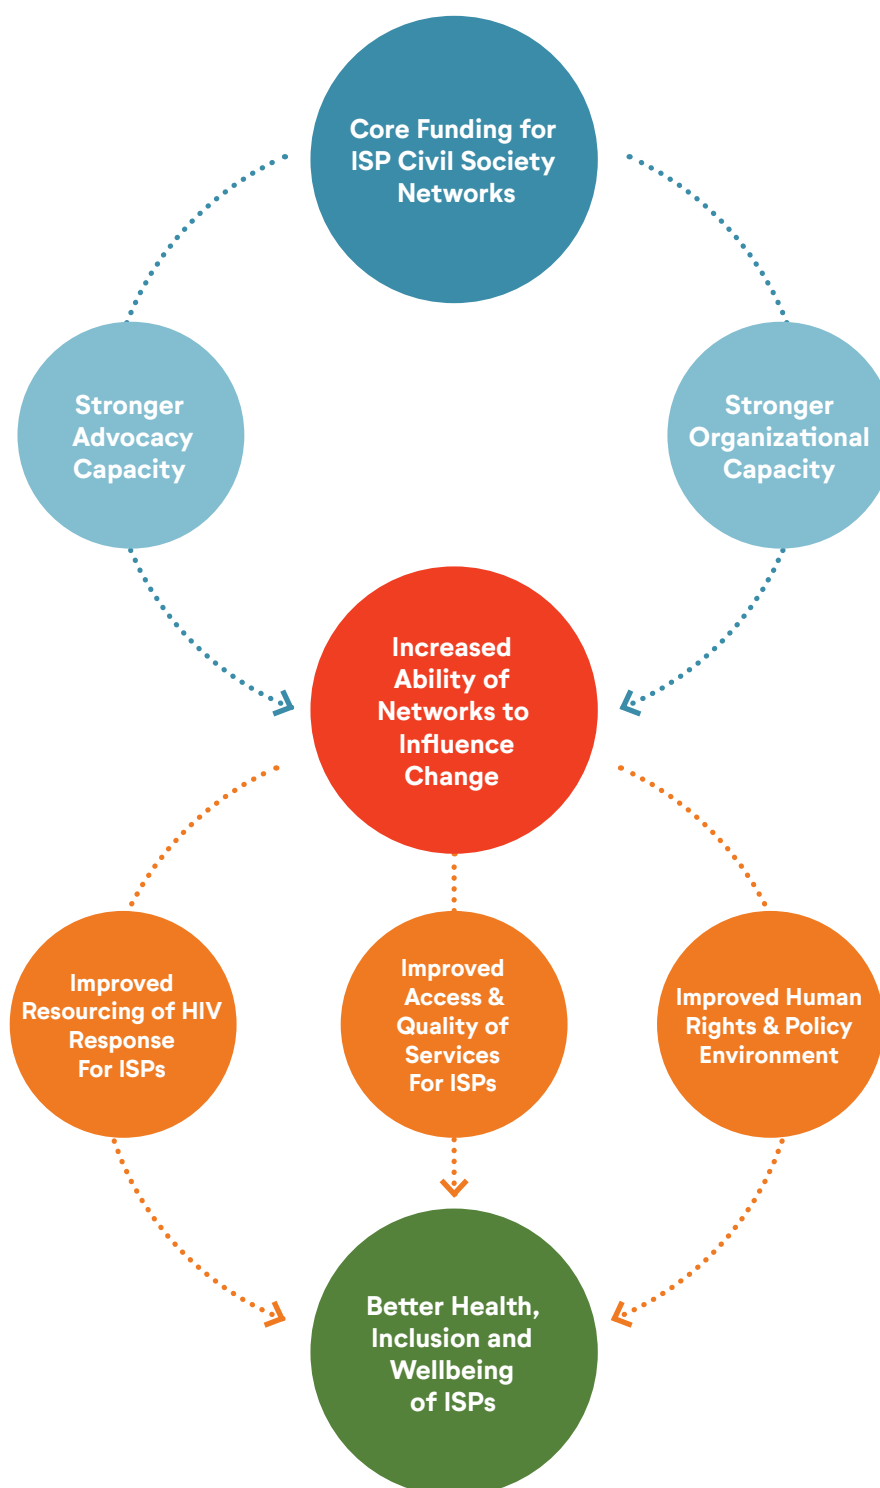 Core Funding for
ISP Civil Society
Networks
Stronger
Advocacy
Capacity
Stronger
Organizational
Capacity
Increased
Ability of
Networks to
Influence
Change
Improved
Resourcing of HIV
Response
For ISPs
Improved
Access &
Quality of
Services
For ISPs
Improved Human
Rights & Policy
Environment
Better Health,
Inclusion and
Wellbeing
of ISPs